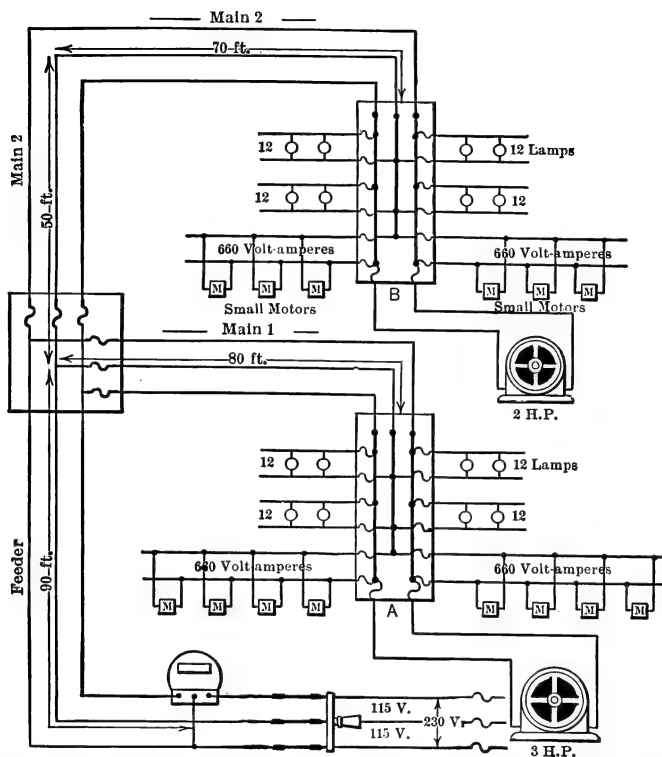 Main 2
70-ft.
Main 2
50-ft.
12
12 Lamps
12
12
660 Volt-amperes
660 Volt-amperes
M M M
M M M
Small Motors
B
Small Motors
Main 1
80 ft.
2 H.P.
12
12 Lamps
12
12
660 Volt-amperes
660 Volt-amperes
M M M M
A
M M M M
Feeder
90-ft.
115 V.
230 V.
115 V.
3 H.P.